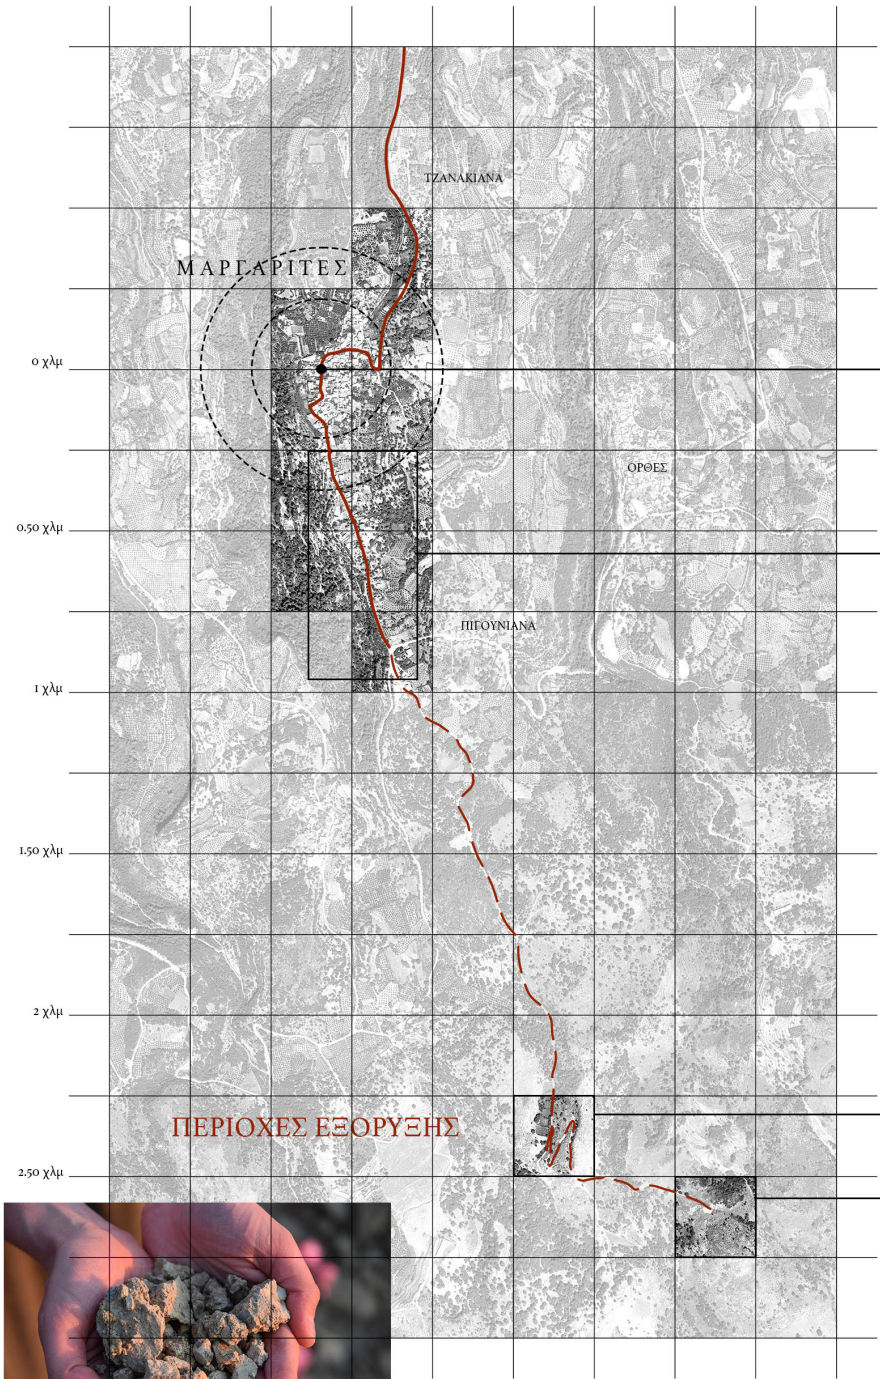 ΤΖΑΝΑΚΙΑΝΑ
ΜΑΡΓΑΡΙΤΕΣ
0 χλμ
ΟΡΘΕΣ
0.50 χλμ
ΠΙΓΟΥΝΙΑΝΑ
1 χλμ
1.50 χλμ
2 χλμ
ΠΕΡΙΟΧΕΣ ΕΞΟΡΥΞΗΣ
2.50 χλμ